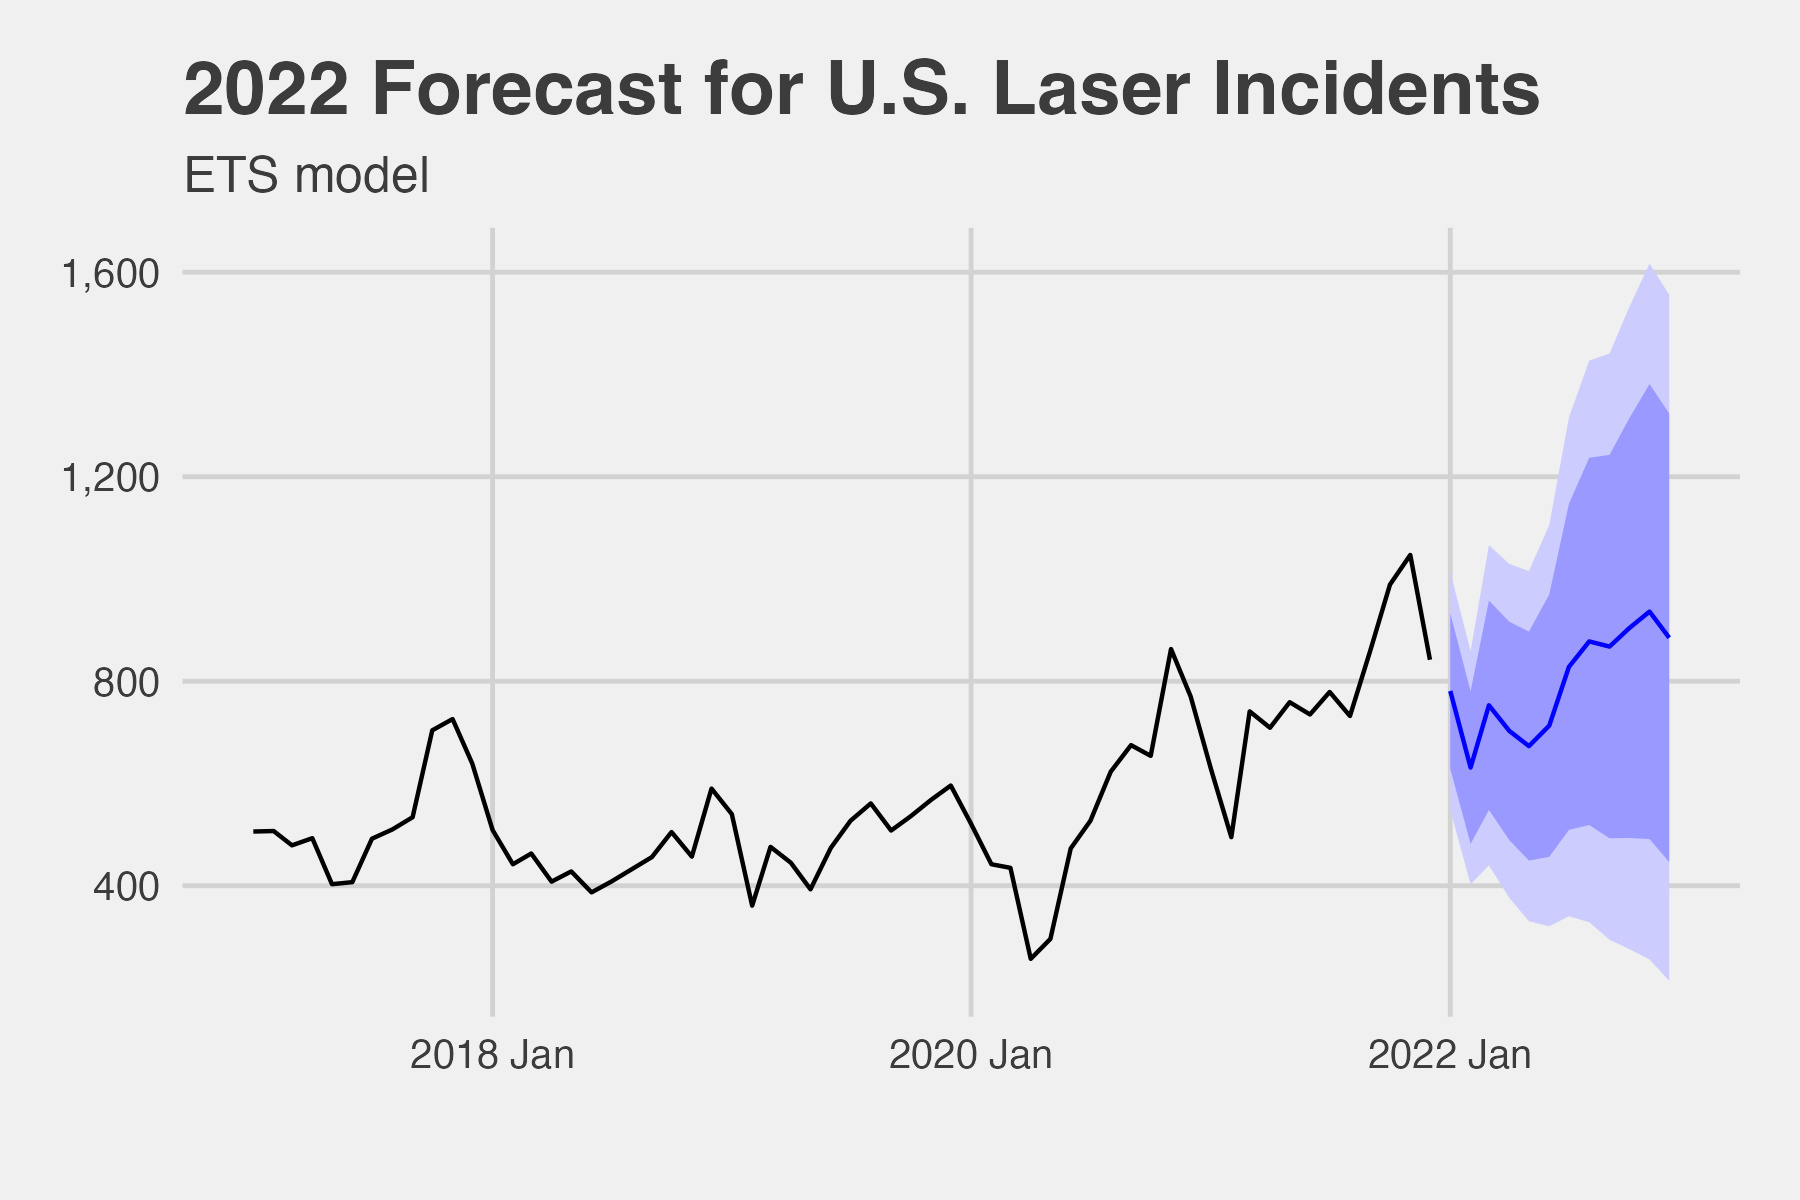 2022 Forecast for U.S. Laser Incidents
ETS model
1,600
1,200
800
400
2018 Jan
2020 Jan
2022 Jan